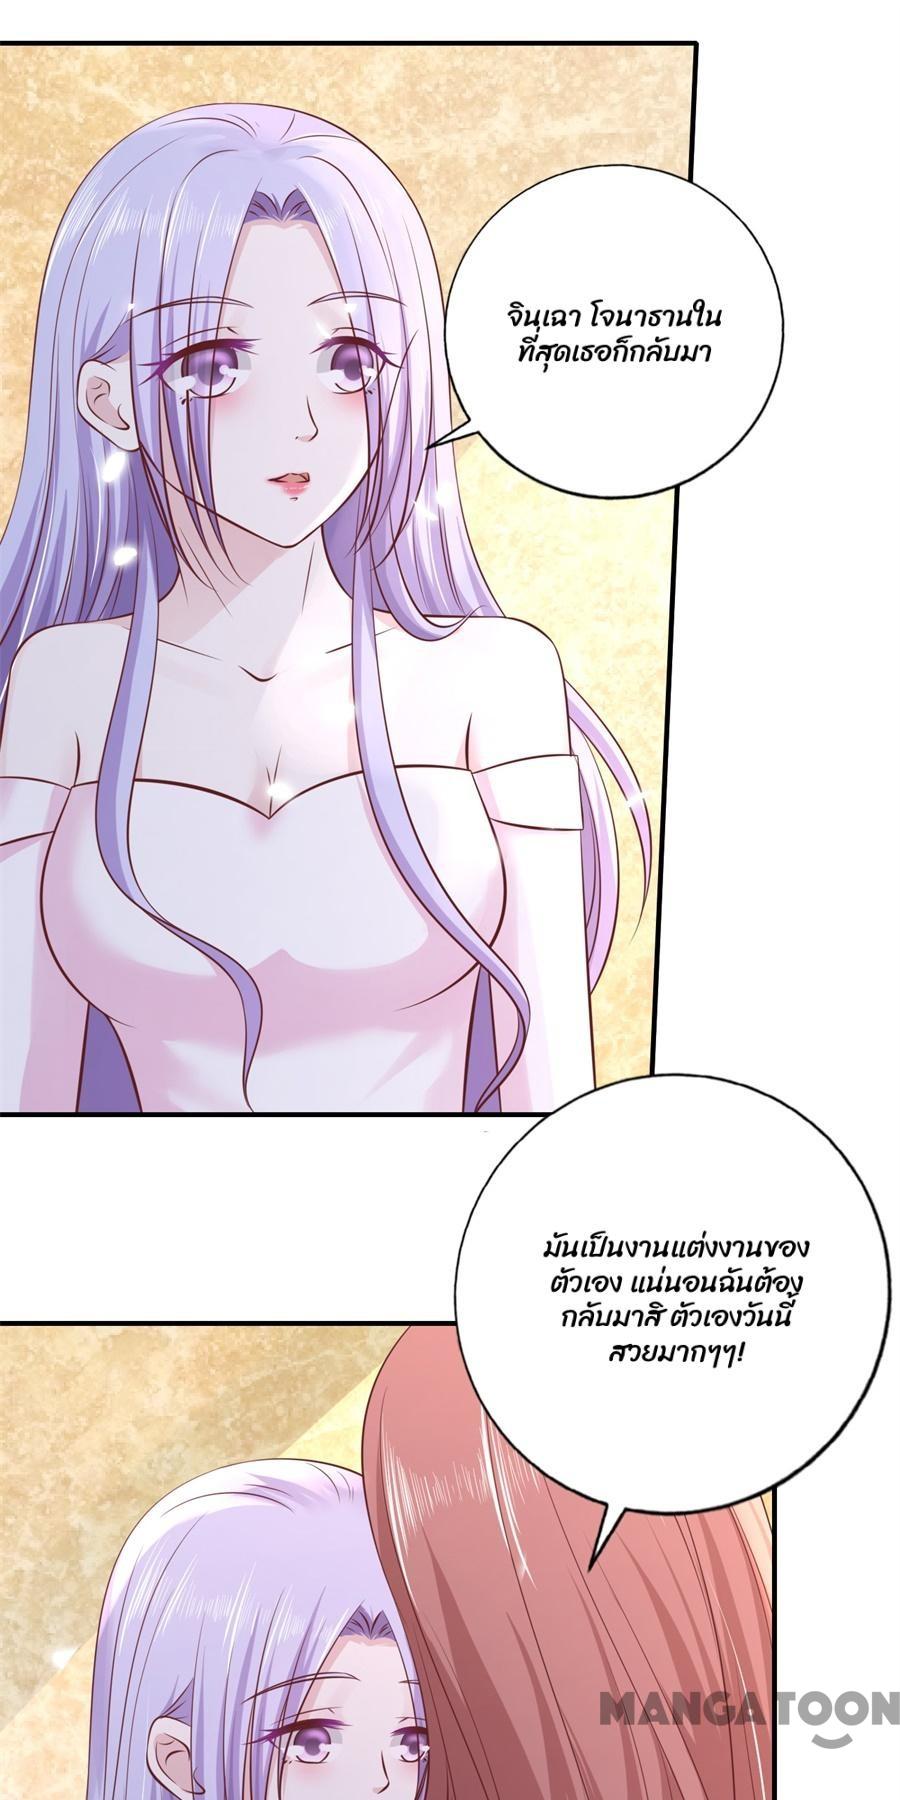 จินเฉา โจนาธานใน
ที่สุดเธอก็กลับมา
มันเป็นงานแต่งงานของ
ตัวเอง แน่นอนฉันต้อง
กลับมาสิ ตัวเองวันนี้
สวยมากๆๆ!
MANGATOON